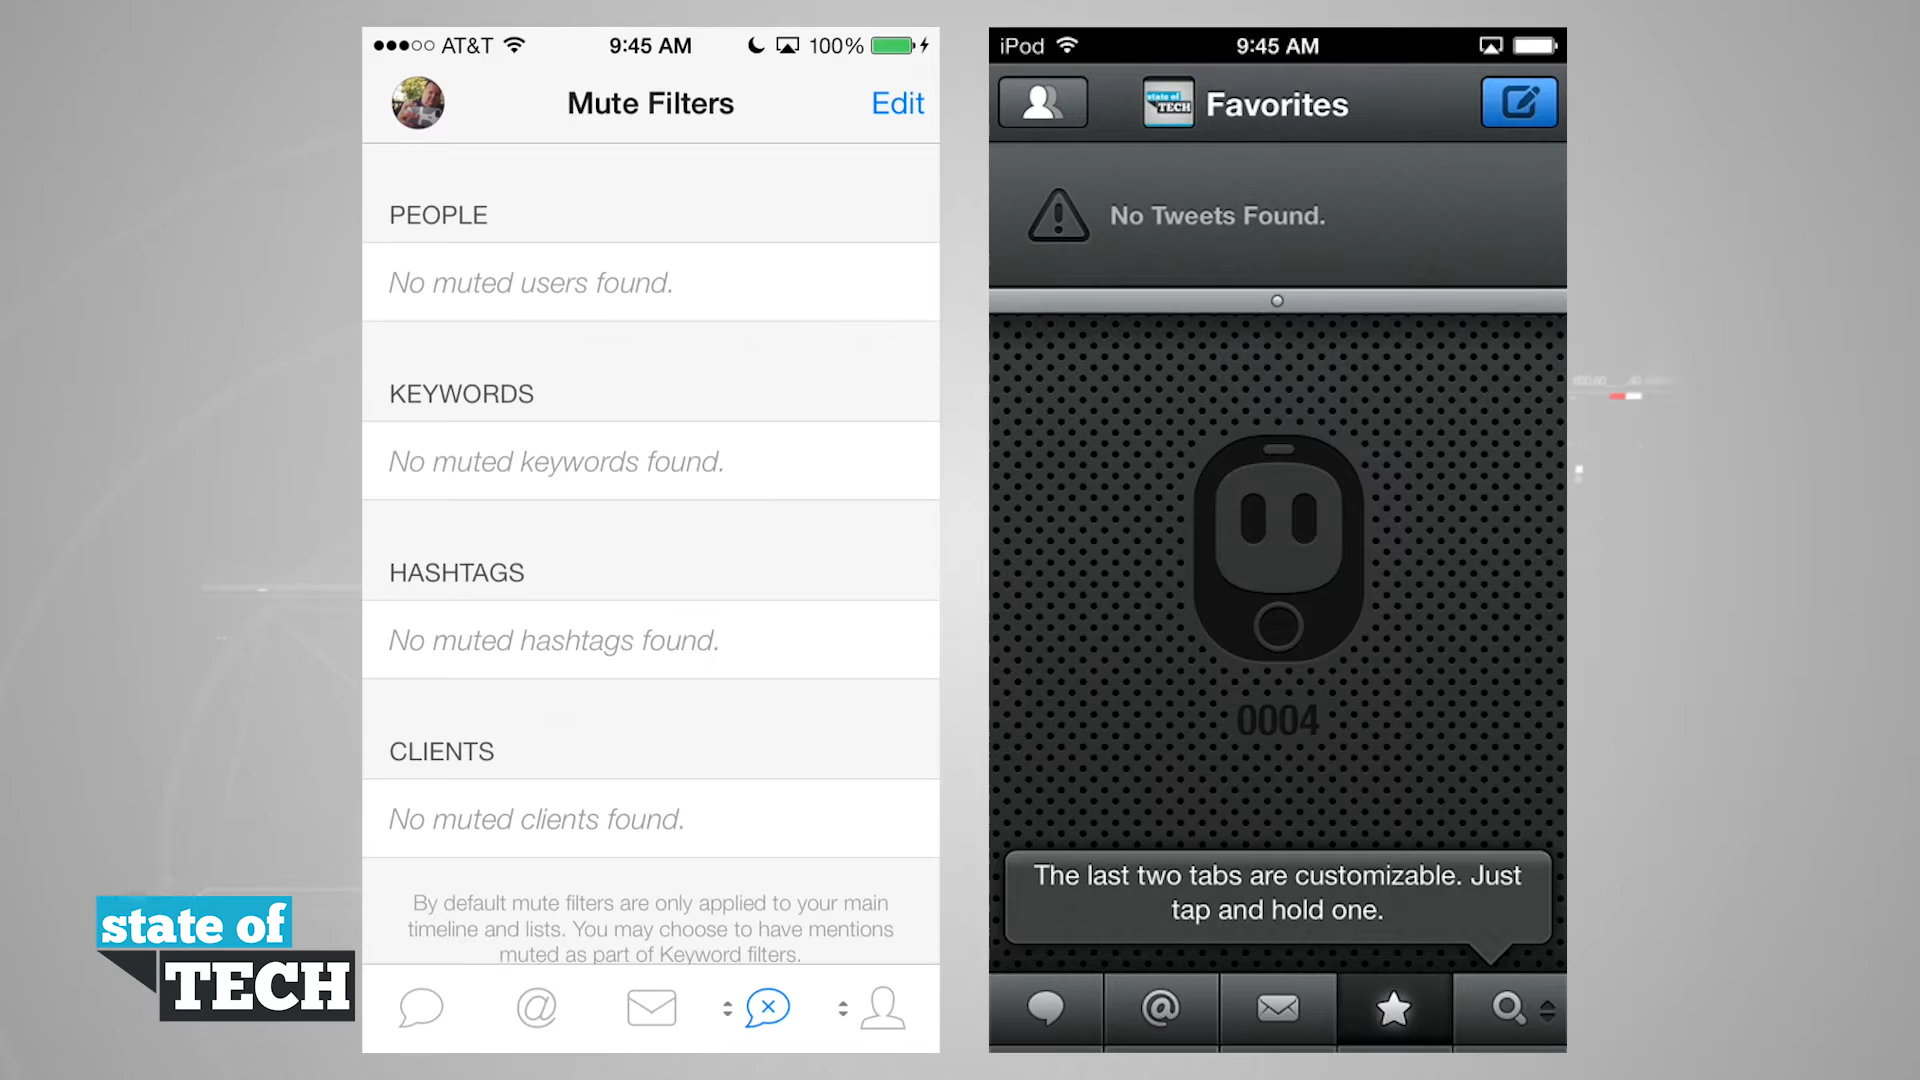 AT&T 9:45 AM 100%
Mute Filters Edit
PEOPLE
No muted users found.
KEYWORDS
No muted keywords found.
HASHTAGS
No muted hashtags found.
CLIENTS
No muted clients found.
By default mute filters are only applied to your main
timeline and lists. You may choose to have mentions
muted as part of Keyword filters.
@
iPod 9:45 AM
state of
TECH
Favorites
No Tweets Found.
0004
The last two tabs are customizable. Just
tap and hold one.
@
state of
TECH